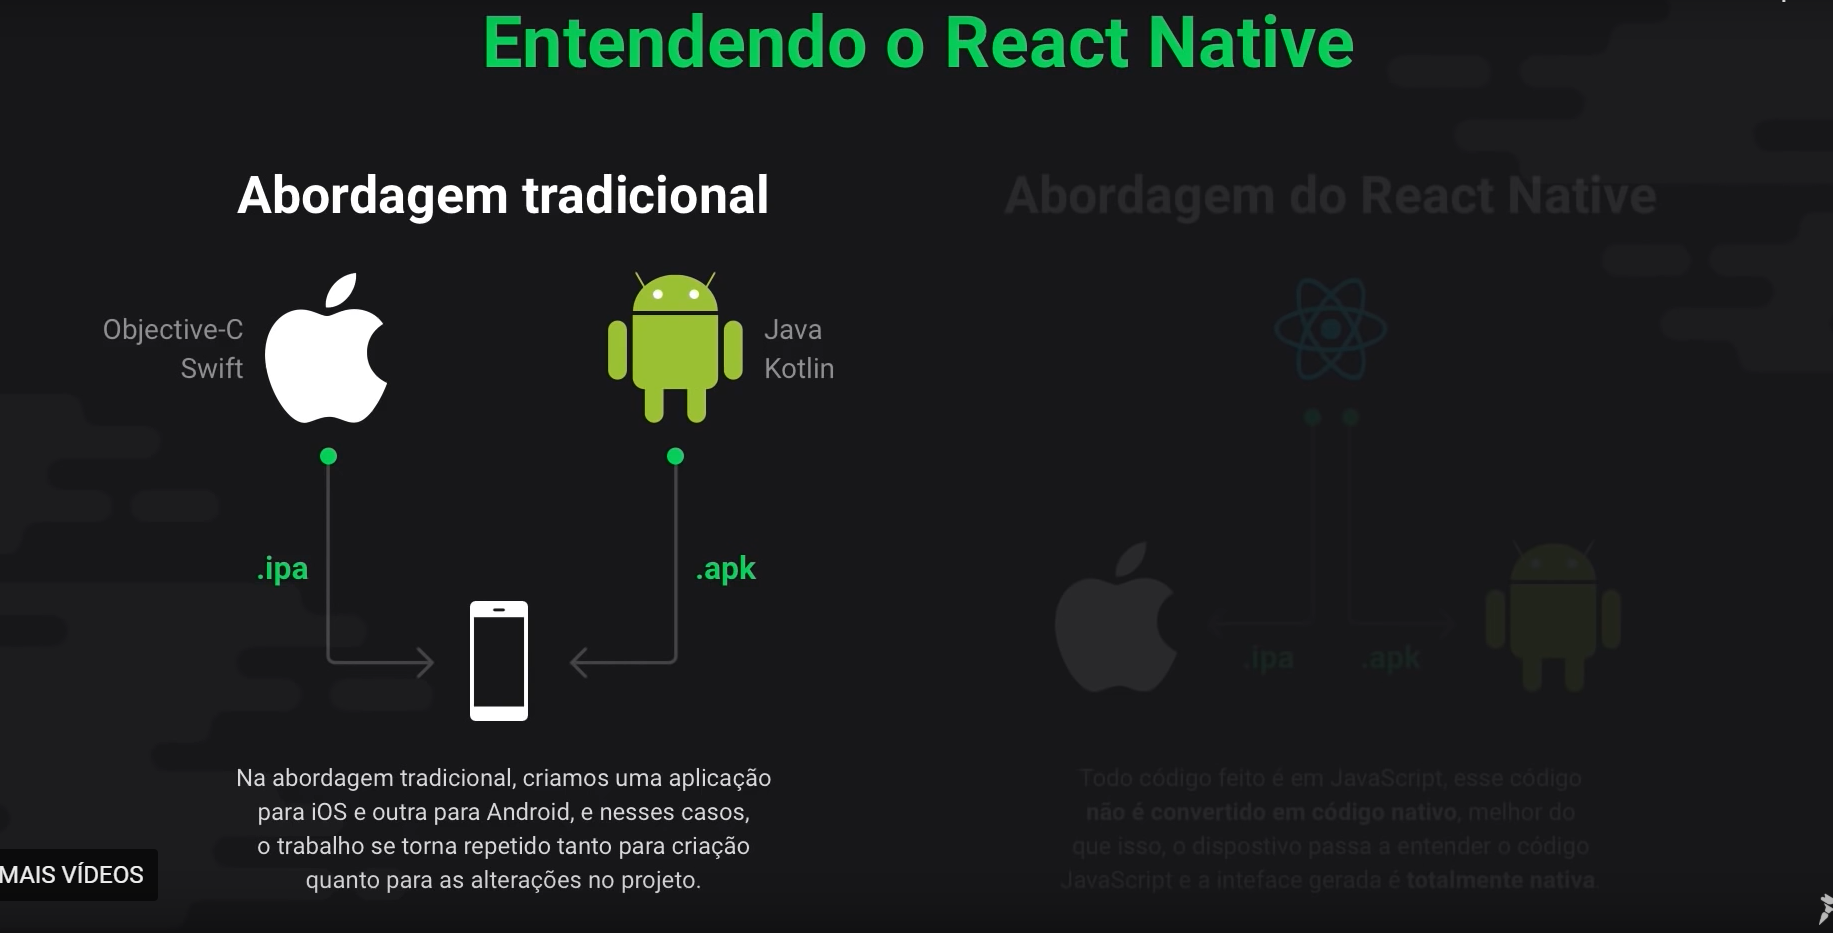 Entendendo o React Native
Abordagem tradicional
Objective-C
Swift
Java
Kotlin
.ipa
.apk
Na abordagem tradicional, criamos uma aplicação
para iOS e outra para Android, e nesses casos,
o trabalho se torna repetido tanto para criação
quanto para as alterações no projeto.
Abordagem do React Native
.ipa
.apk
Todo código feito é em JavaScript, esse código
não é convertido em código nativo, melhor do
que isso, o dispostivo passa a entender o código
JavaScript e a inteface gerada é totalmente nativa
MAIS VÍDEOS